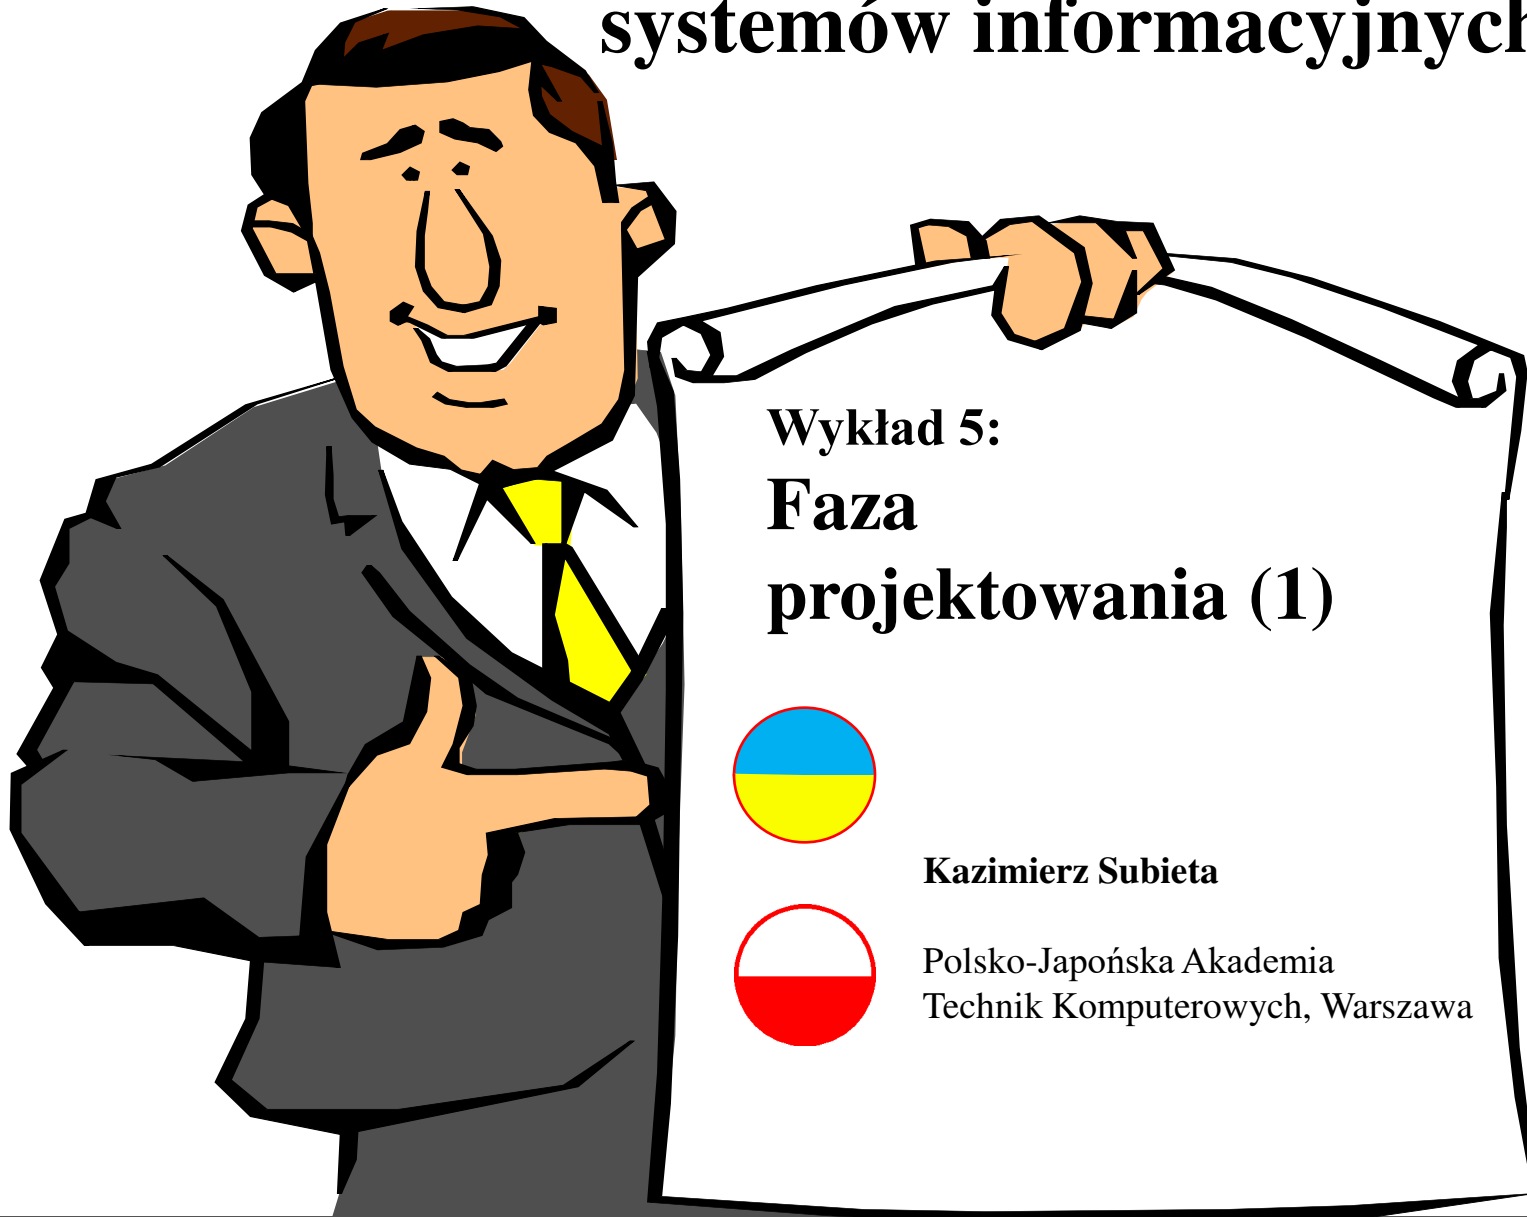 systemów informacyjnych
Wykład 5:
Faza
projektowania (1)
Kazimierz Subieta
Polsko-Japońska Akademia
Technik Komputerowych, Warszawa